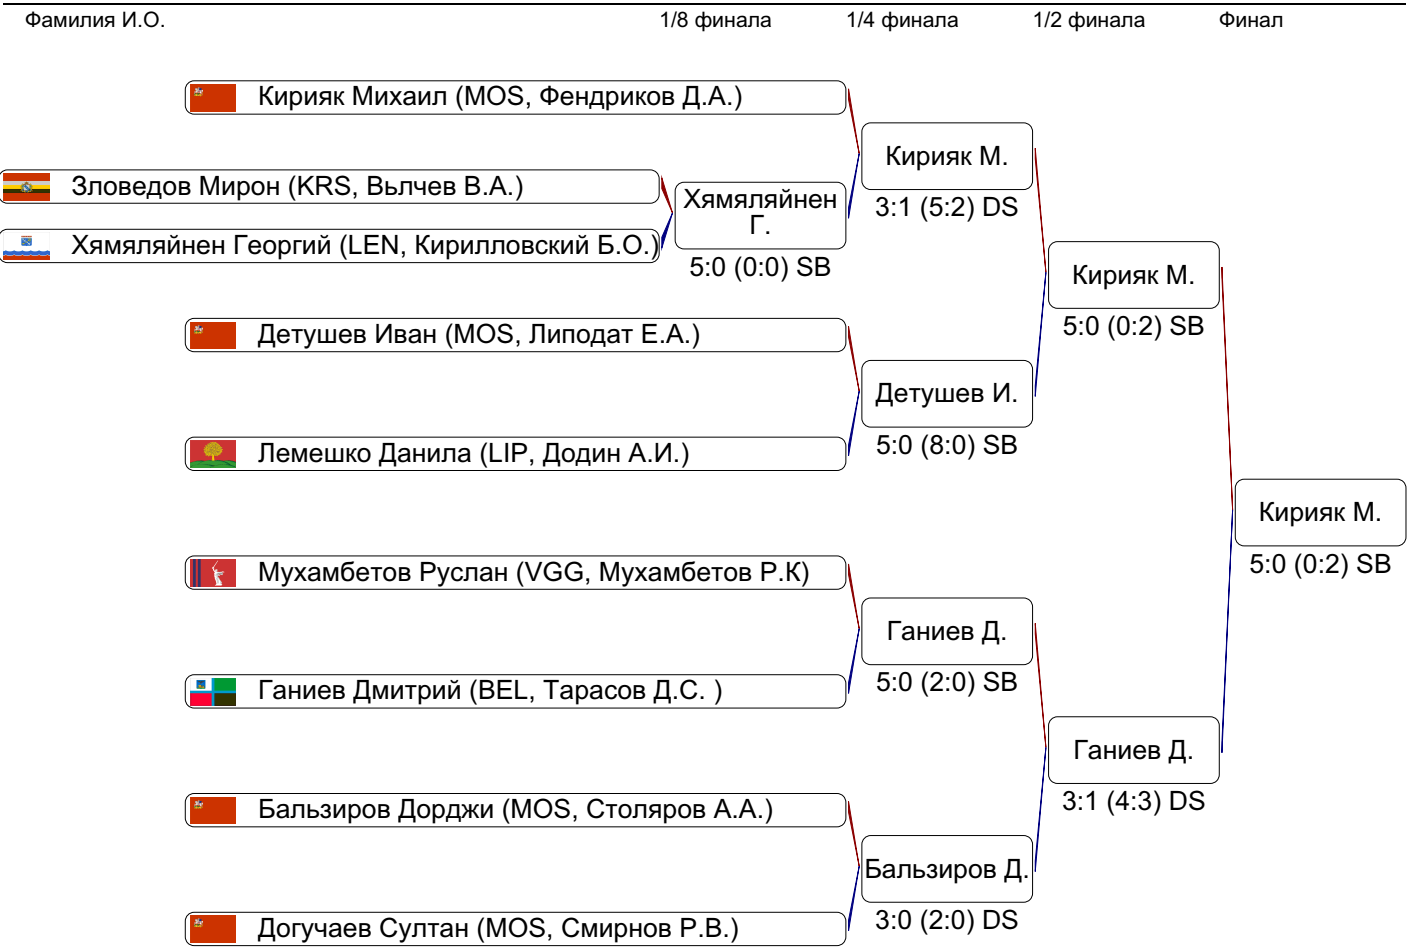 Фамилия И.О. 1/8 финала 1/4 финала 1/2 финала Финал
Кирияк Михаил (MOS, Фендриков Д.А.)
Кирияк М.
3:1 (5:2) DS
Зловедов Мирон (KRS, Вьлчев В.А.)
Хямяляйнен
Г.
5:0 (0:0) SB
Хямяляйнен Георгий (LEN, Кирилловский Б.О.)
Кирияк М.
5:0 (0:2) SB
Детушев Иван (MOS, Липодат Е.А.)
Детушев И.
5:0 (8:0) SB
Лемешко Данила (LIP, Додин А.И.)
Кирияк М.
5:0 (0:2) SB
Мухамбетов Руслан (VGG, Мухамбетов Р.К)
Ганиев Д.
5:0 (2:0) SB
Ганиев Дмитрий (BEL, Тарасов Д.С. )
Ганиев Д.
3:1 (4:3) DS
Бальзиров Дорджи (MOS, Столяров А.А.)
Бальзиров Д.
3:0 (2:0) DS
Догучаев Султан (MOS, Смирнов Р.В.)